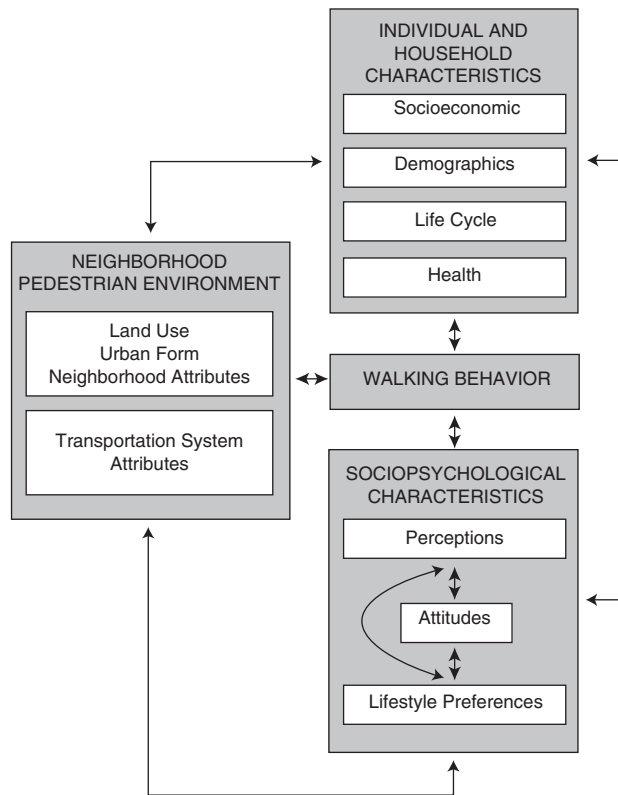 INDIVIDUAL AND
HOUSEHOLD
CHARACTERISTICS
Socioeconomic
Demographics
Life Cycle
Health
NEIGHBORHOOD
PEDESTRIAN ENVIRONMENT
Land Use
Urban Form
Neighborhood Attributes
Transportation System
Attributes
WALKING BEHAVIOR
SOCIOPSYCHOLOGICAL
CHARACTERISTICS
Perceptions
Attitudes
Lifestyle Preferences